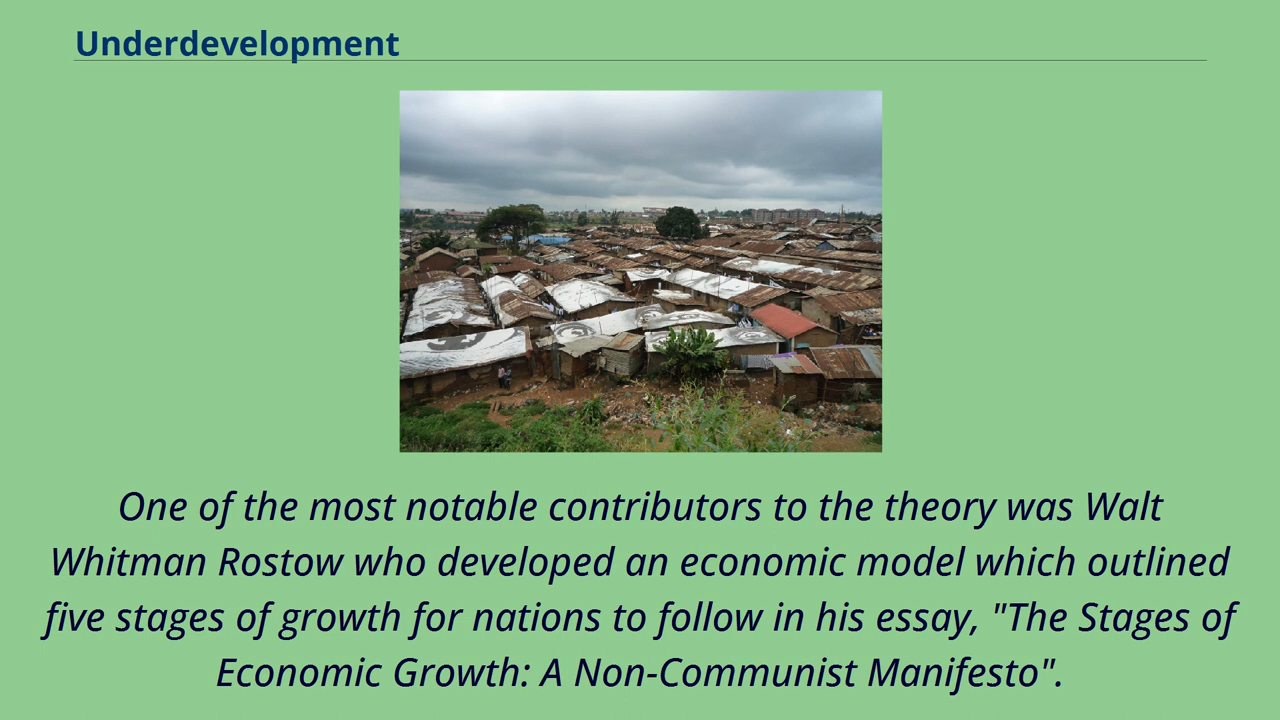 Underdevelopment
One of the most notable contributors to the theory was Walt
Whitman Rostow who developed an economic model which outlined
five stages of growth for nations to follow in his essay, "The Stages of
Economic Growth: A Non-Communist Manifesto".